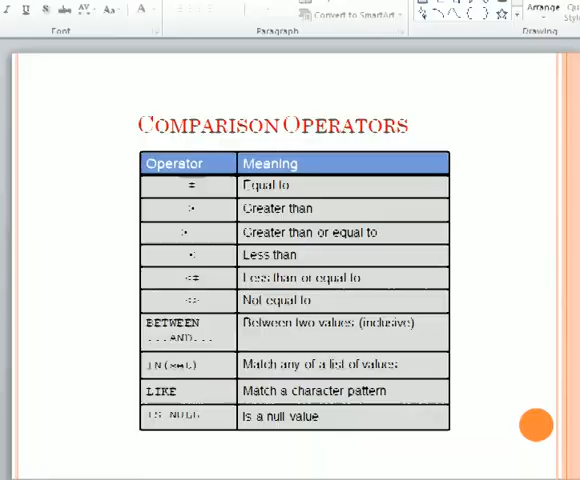 Convert to SmartArt
Arrange
Font
Paragraph
Drawing
COMPARISON OPERATORS
Operator Meaning
= Equal to
> Greater than
> Greater than or equal to
< Less than
<= Less than or equal to
<> Not equal to
BETWEEN Between two values (inclusive)
...AND...
IN(set) Match any of a list of values
LIKE Match a character pattern
IS NULL Is a null value